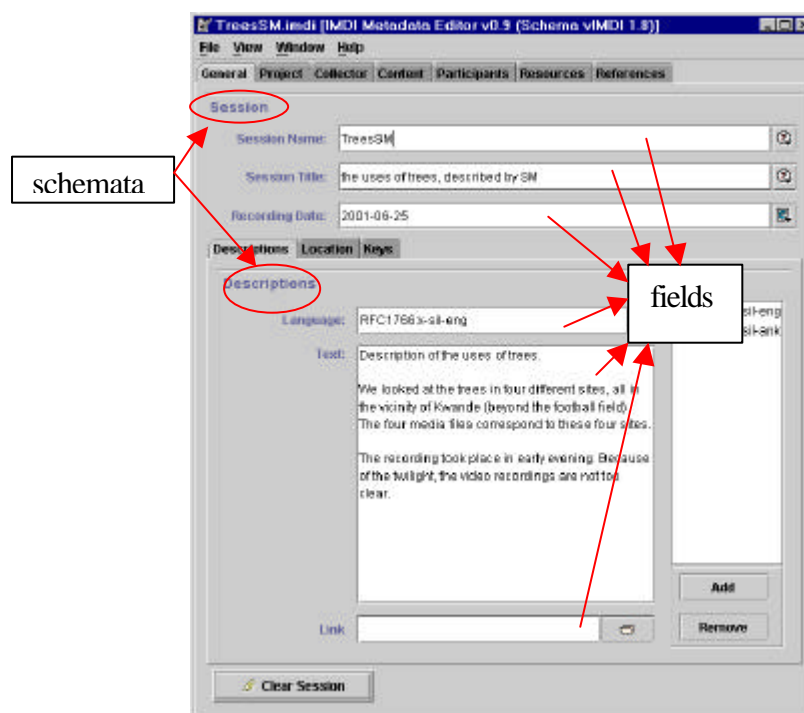 TreesSM.imdi [IMDI Metadata Editor v0.9 (Schema vIMDI 1.8)]
File View Window Help
General Project Collector Content Participants Resources References
Session
Session Name: TreesSM
schemata
Session Title: the uses of trees, described by SM
Recording Date: 2001-06-25
Descriptions Location Keys
Descriptions
fields
Language: RFC1766:x-sil-eng
sil-eng
sil-ank
Text: Description of the uses of trees.
We looked at the trees in four different sites, all in
the vicinity of Kwande (beyond the football field).
The four media files correspond to these four sites.
The recording took place in early evening. Because
of the twilight, the video recordings are not too
clear.
Add
Link
Remove
Clear Session